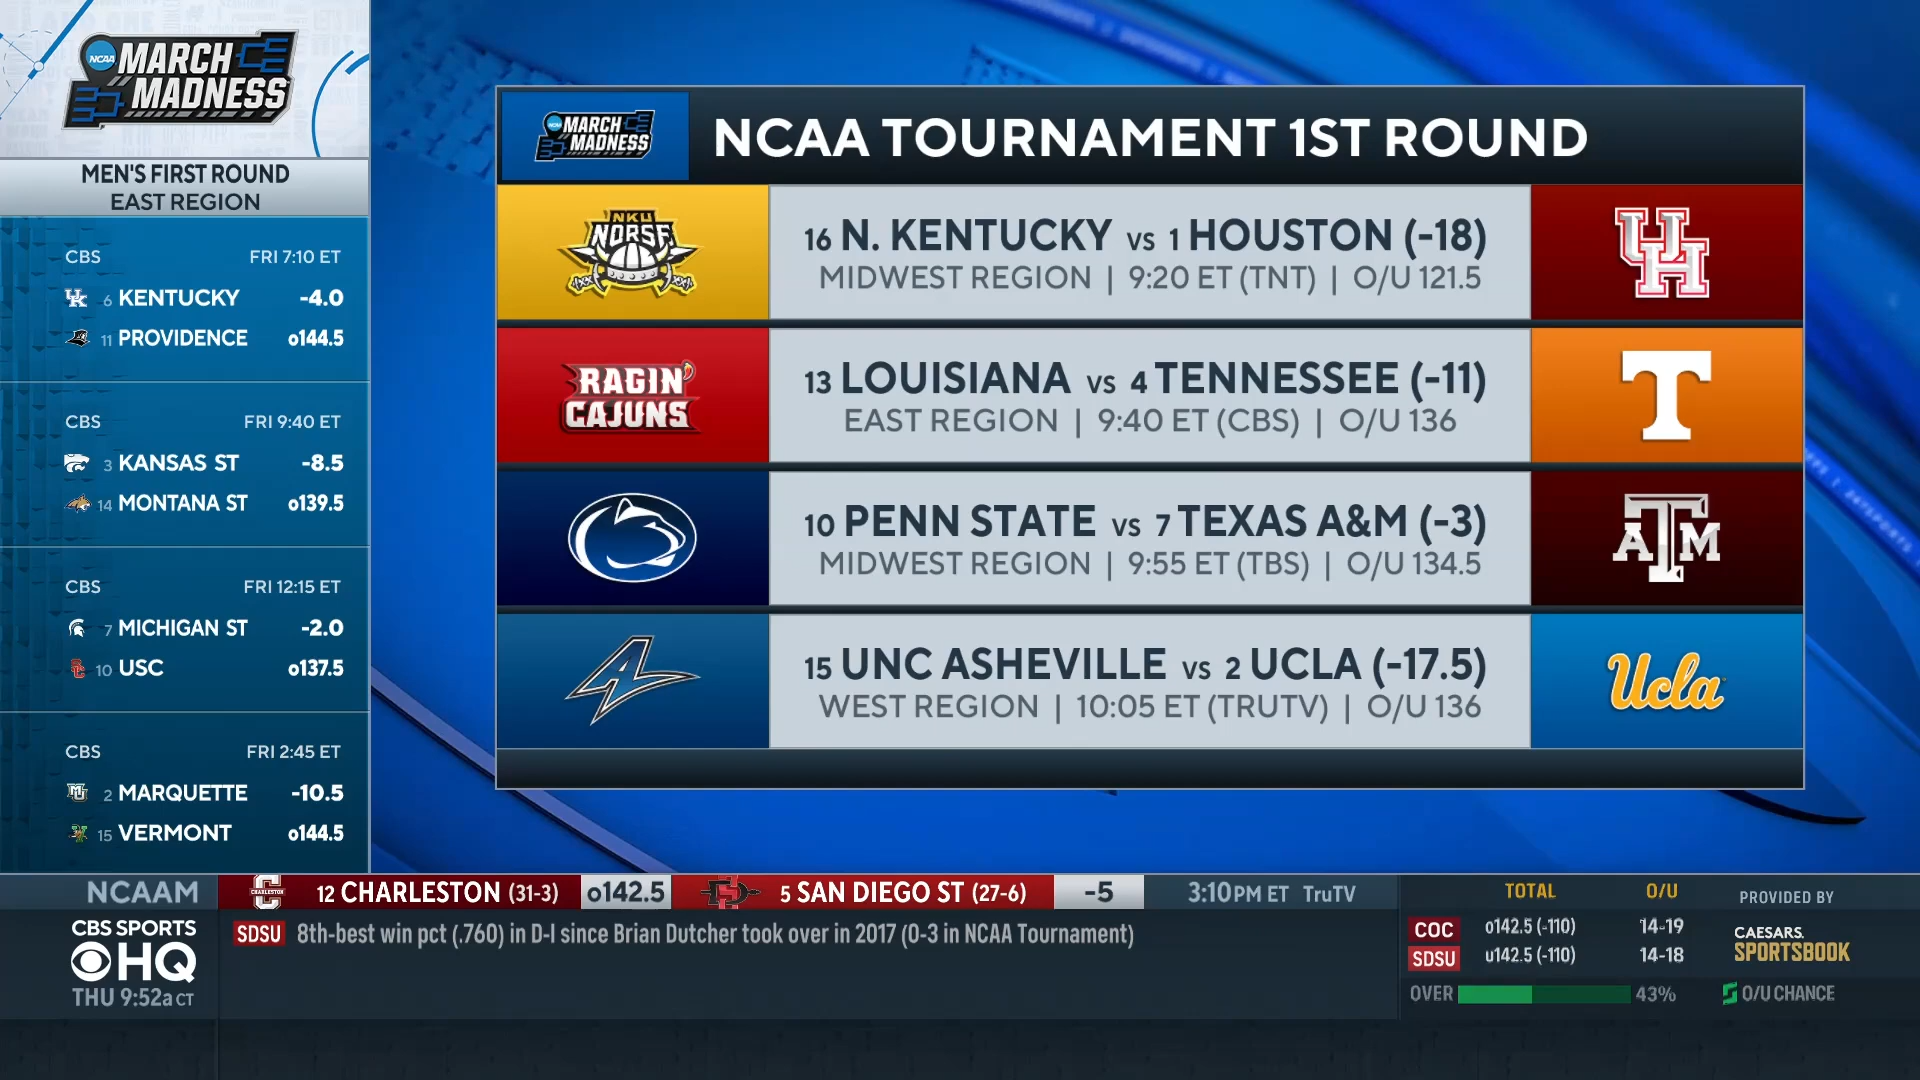 NCAA
MARCH
MADNESS
MEN'S FIRST ROUND
EAST REGION
CBS FRI 7:10 ET
6 KENTUCKY -4.0
11 PROVIDENCE o144.5
CBS FRI 9:40 ET
3 KANSAS ST -8.5
14 MONTANA ST o139.5
CBS FRI 12:15 ET
7 MICHIGAN ST -2.0
10 USC o137.5
CBS FRI 2:45 ET
2 MARQUETTE -10.5
15 VERMONT o144.5
NCAA
MARCH
MADNESS
NCAA TOURNAMENT 1ST ROUND
NKU
NORSE
16 N. KENTUCKY VS 1 HOUSTON (-18)
MIDWEST REGION | 9:20 ET (TNT) | O/U 121.5
UH
RAGIN'
CAJUNS
13 LOUISIANA VS 4 TENNESSEE (-11)
EAST REGION | 9:40 ET (CBS) | O/U 136
T
10 PENN STATE VS 7 TEXAS A&M (-3)
MIDWEST REGION | 9:55 ET (TBS) | O/U 134.5
ATM
A
15 UNC ASHEVILLE VS 2 UCLA (-17.5)
WEST REGION | 10:05 ET (TRUTV) | O/U 136
Ucla
NCAAM
C CHARLESTON 12 CHARLESTON (31-3) o142.5 SD 5 SAN DIEGO ST (27-6) -5 3:10PM ET TruTV
CBS SPORTS
HQ
THU 9:52a CT
SDSU 8th-best win pct (.760) in D-I since Brian Dutcher took over in 2017 (0-3 in NCAA Tournament)
TOTAL O/U
COC o142.5 (-110) 14-19
SDSU u142.5 (-110) 14-18
OVER 43%
PROVIDED BY
CAESARS
SPORTSBOOK
O/U CHANCE